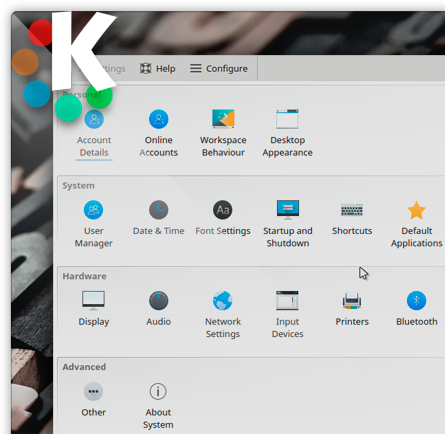 K
ttings Help Configure
Personal
Account Details
Online Accounts
Workspace Behaviour
Desktop Appearance
System
User Manager
Date & Time
Font Settings
Startup and Shutdown
Shortcuts
Default Applications
Hardware
Display
Audio
Network Settings
Input Devices
Printers
Bluetooth
Advanced
Other
About System